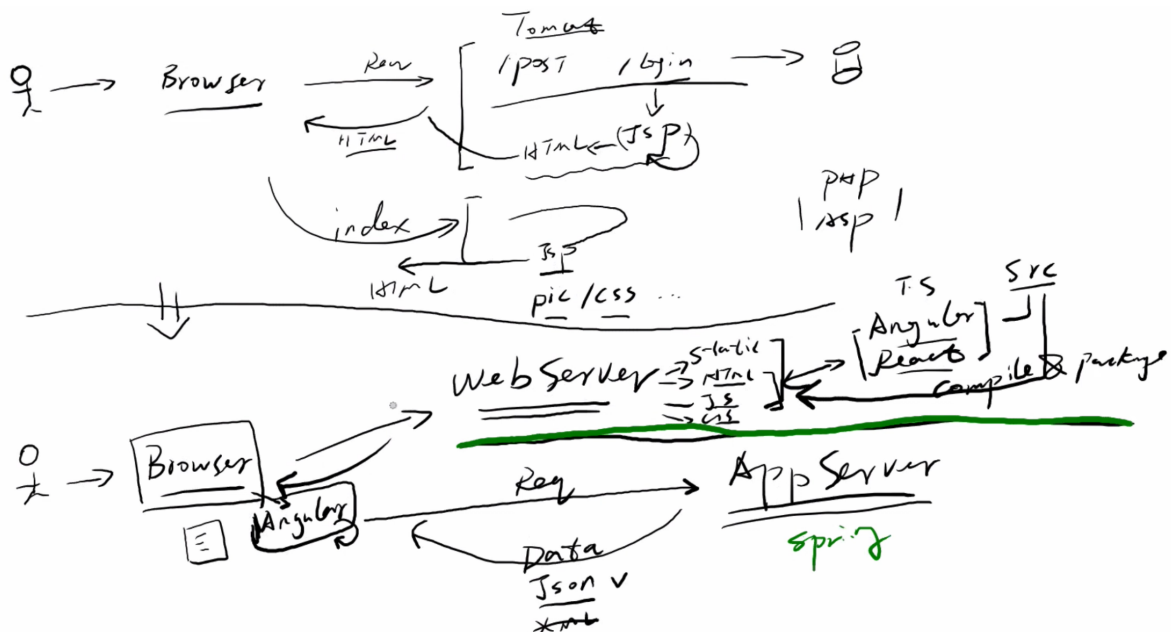 Tomcat
/post /login
Browser
Req
HTML
HTML ← (JSP)
index
JSP
HTML
pic/css ...
PHP
ASP
Src
T.S
Angular
React
compile & package
WebServer
Static
HTML
JS
CSS
Browser
Angular
Req
AppServer
Spring
Data
Json v
XML